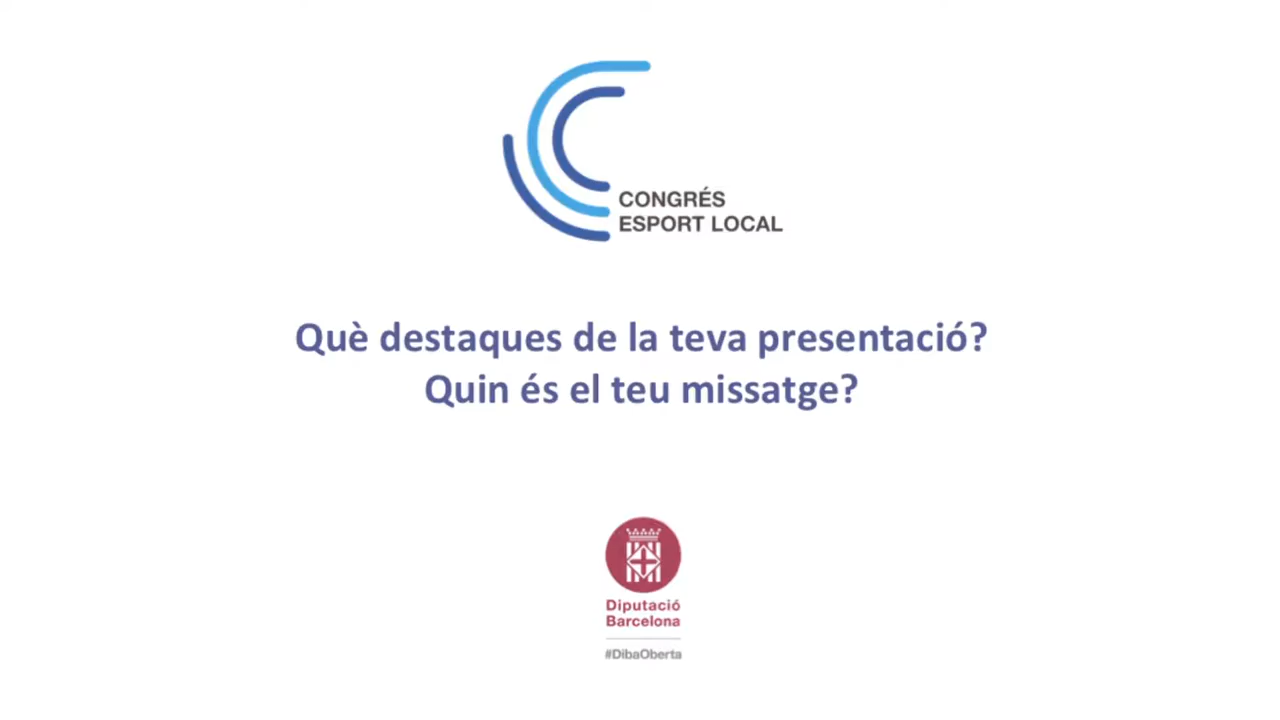 CONGRÉS
ESPORT LOCAL
Què destaques de la teva presentació?
Quin és el teu missatge?
Diputació
Barcelona
#DibaOberta